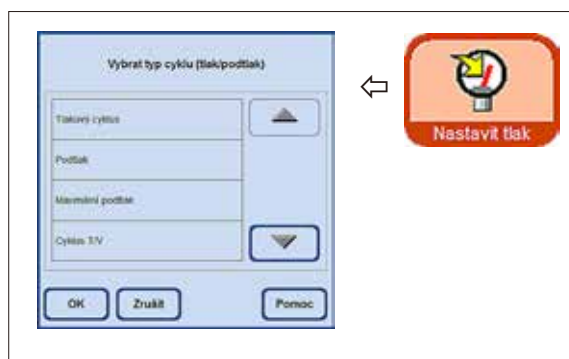 Vybrat typ cyklu (tlak/podtlak)
Tlakový cyklus
Podtlak
Maximální podtlak
Cyklus T/V
OK
Zrušit
Pomoc
Nastavit tlak